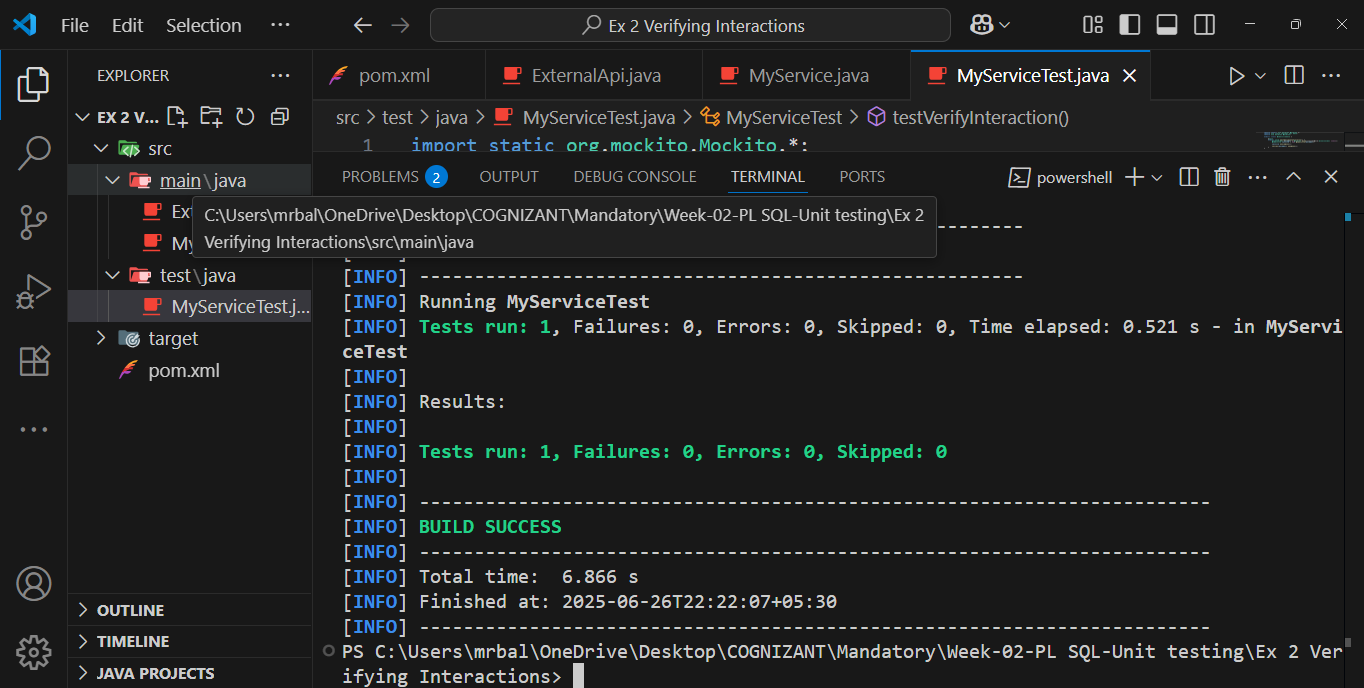 File Edit Selection ··· Ex 2 Verifying Interactions
EXPLORER ···
EX 2 V...
src
main\java
Ex
My
test\java
MyServiceTest.j...
target
pom.xml
OUTLINE
TIMELINE
JAVA PROJECTS
pom.xml ExternalApi.java MyService.java MyServiceTest.java
src > test > java > MyServiceTest.java > MyServiceTest > testVerifyInteraction()
1 import static org.mockito.Mockito.*;
PROBLEMS 2 OUTPUT DEBUG CONSOLE TERMINAL PORTS powershell
C:\Users\mrbal\OneDrive\Desktop\COGNIZANT\Mandatory\Week-02-PL SQL-Unit testing\Ex 2
Verifying Interactions\src\main\java
[INFO] -------------------------------------------------------
[INFO] Running MyServiceTest
[INFO] Tests run: 1, Failures: 0, Errors: 0, Skipped: 0, Time elapsed: 0.521 s - in MyServi
ceTest
[INFO]
[INFO] Results:
[INFO]
[INFO] Tests run: 1, Failures: 0, Errors: 0, Skipped: 0
[INFO]
[INFO] ------------------------------------------------------------------------
[INFO] BUILD SUCCESS
[INFO] ------------------------------------------------------------------------
[INFO] Total time:  6.866 s
[INFO] Finished at: 2025-06-26T22:22:07+05:30
[INFO] ------------------------------------------------------------------------
PS C:\Users\mrbal\OneDrive\Desktop\COGNIZANT\Mandatory\Week-02-PL SQL-Unit testing\Ex 2 Ver
ifying Interactions>